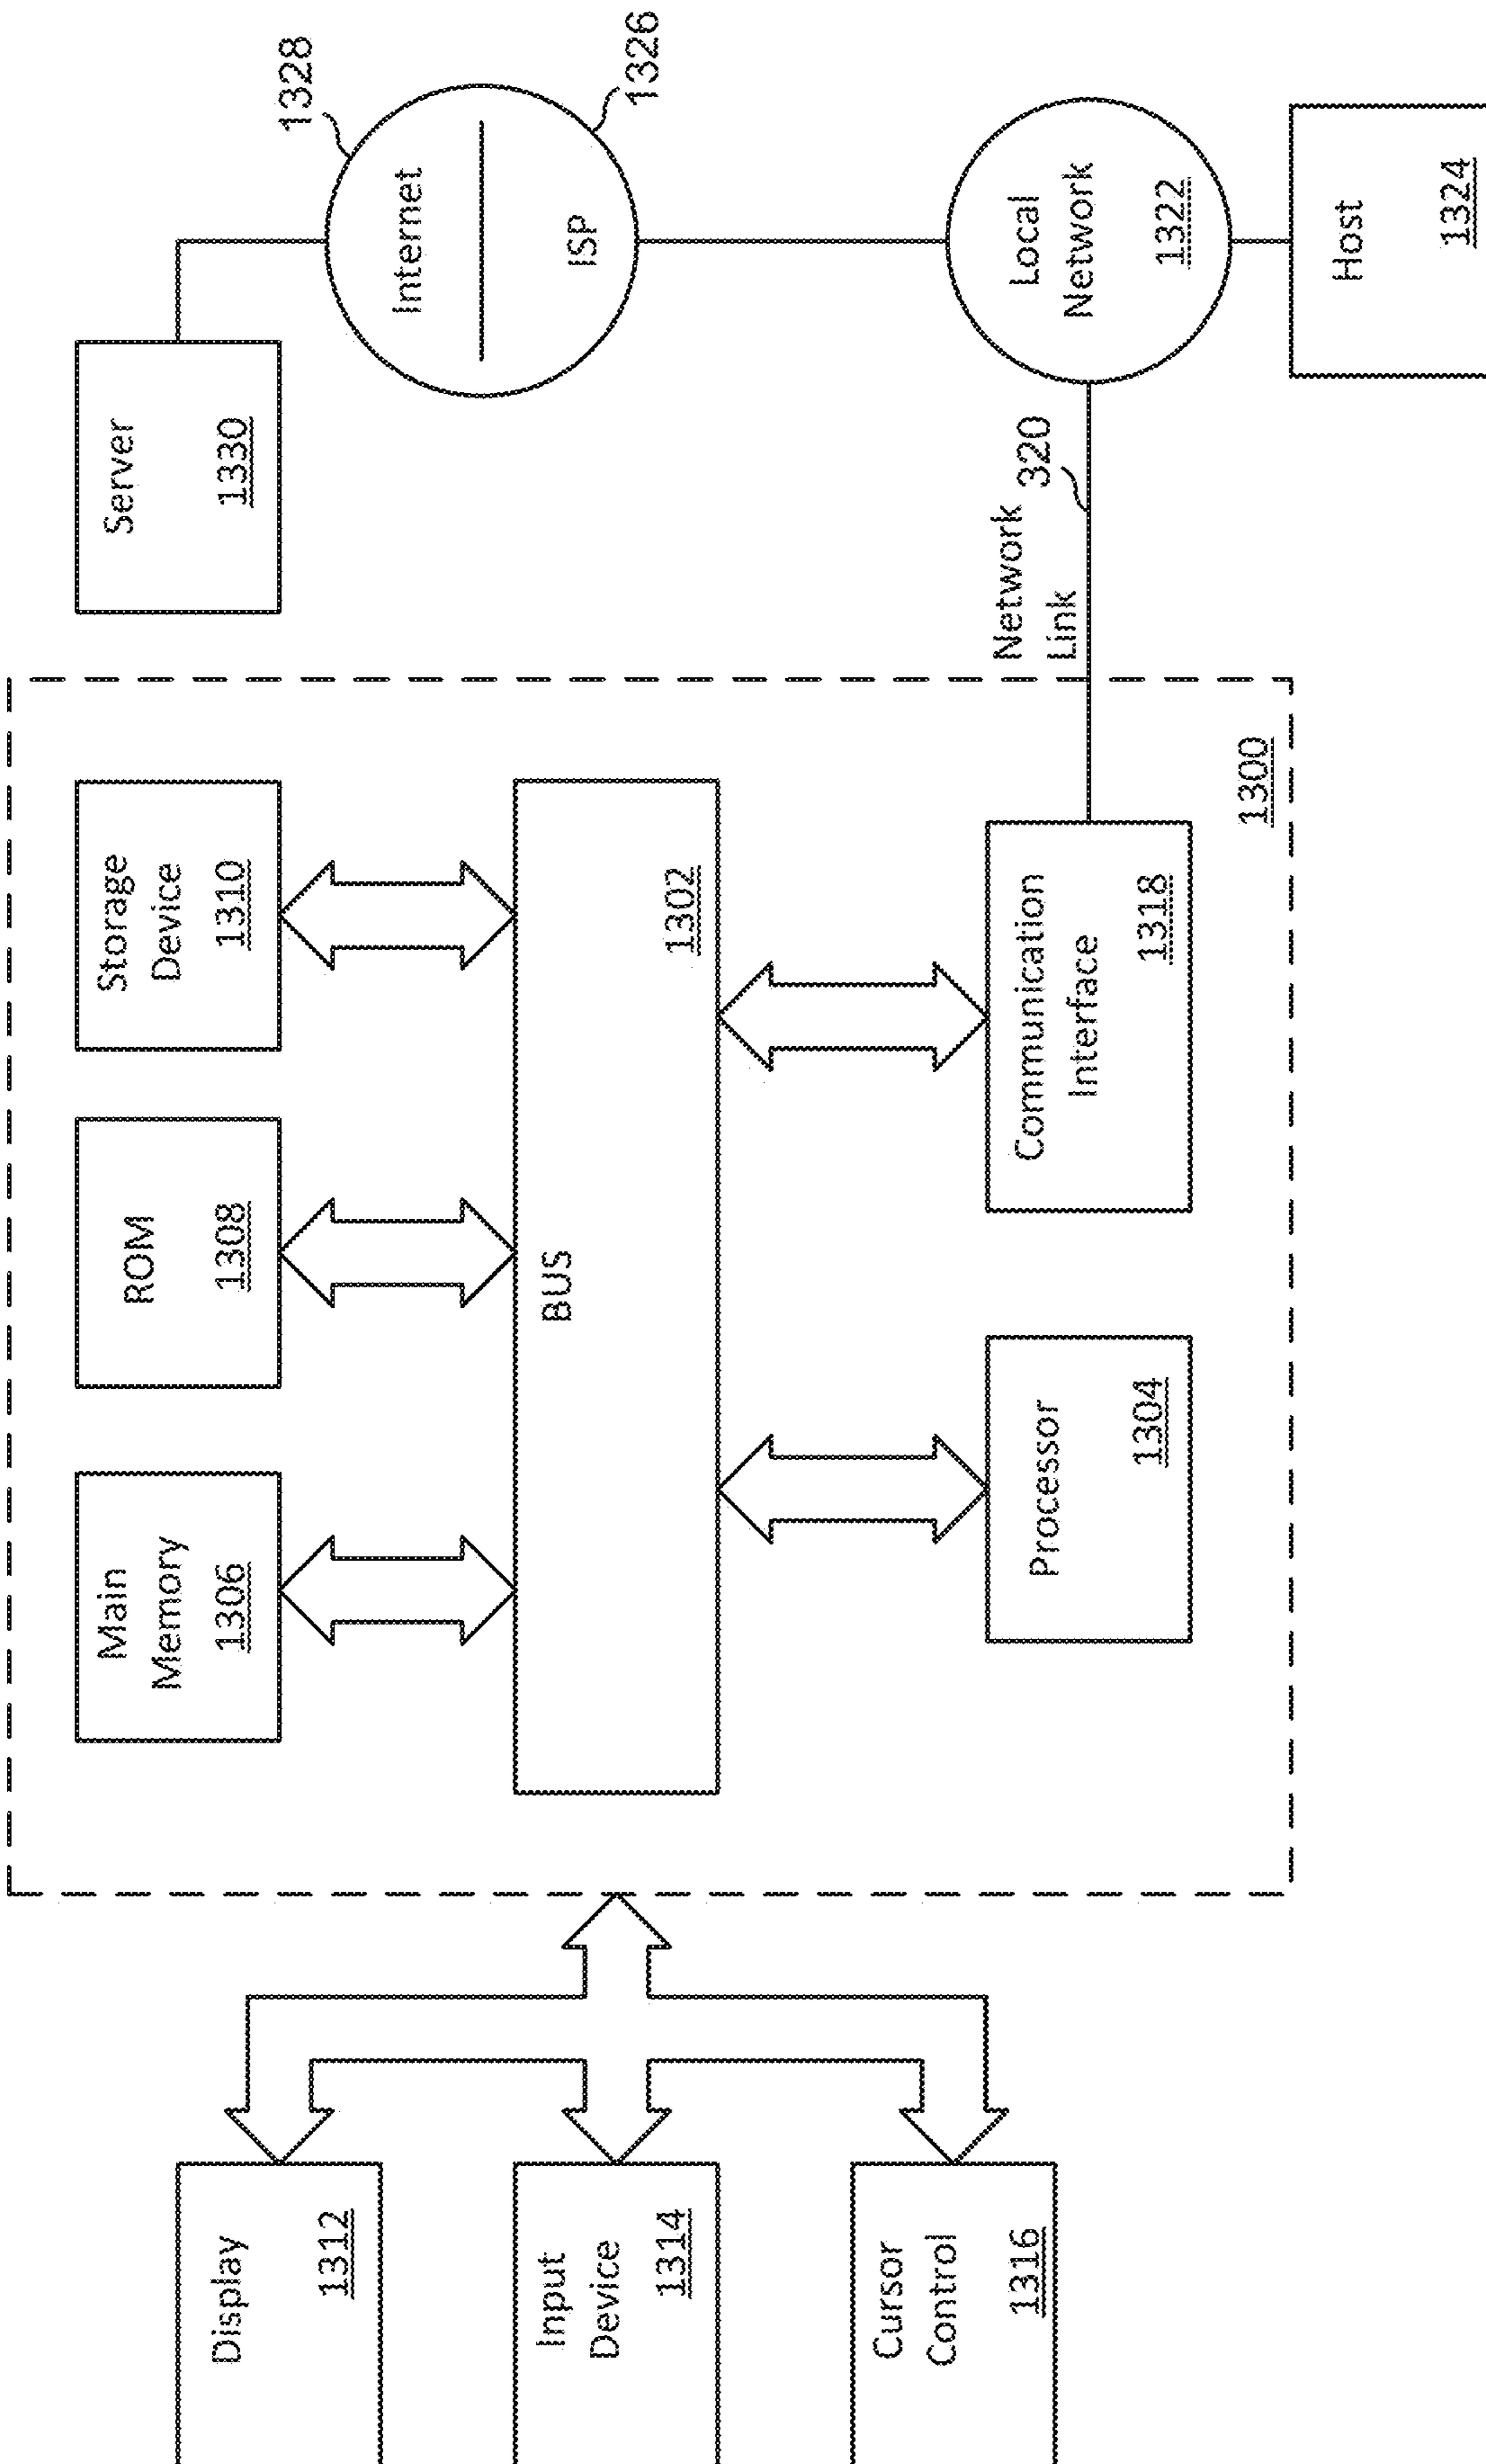 Display
1312
Input
Device
1314
Cursor
Control
1316
Main
Memory
1306
ROM
1308
Storage
Device
1310
BUS
1302
Processor
1304
Communication
Interface
1318
1300
Network
Link
320
Server
1330
1328
Internet
ISP
1326
Local
Network
1322
Host
1324